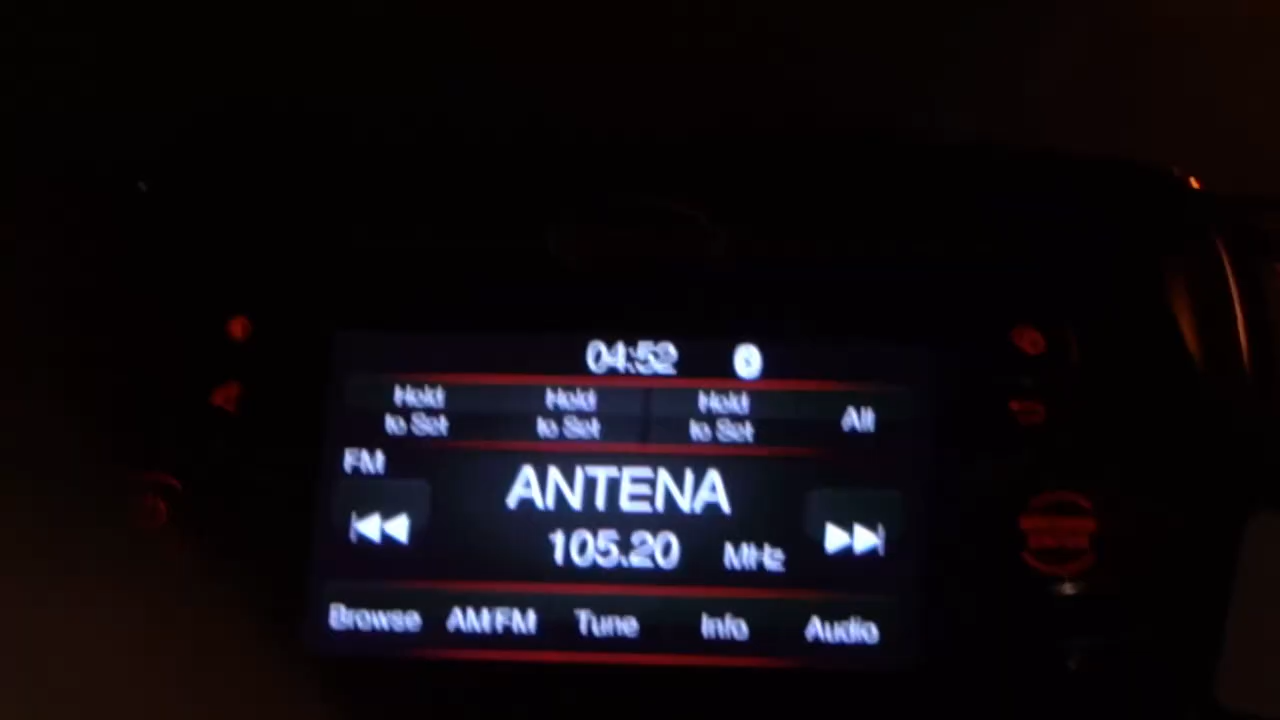 04:52
Hold to Set
Hold to Set
Hold to Set
All
FM
ANTENA
105.20 MHz
Browse AM/FM Tune Info Audio